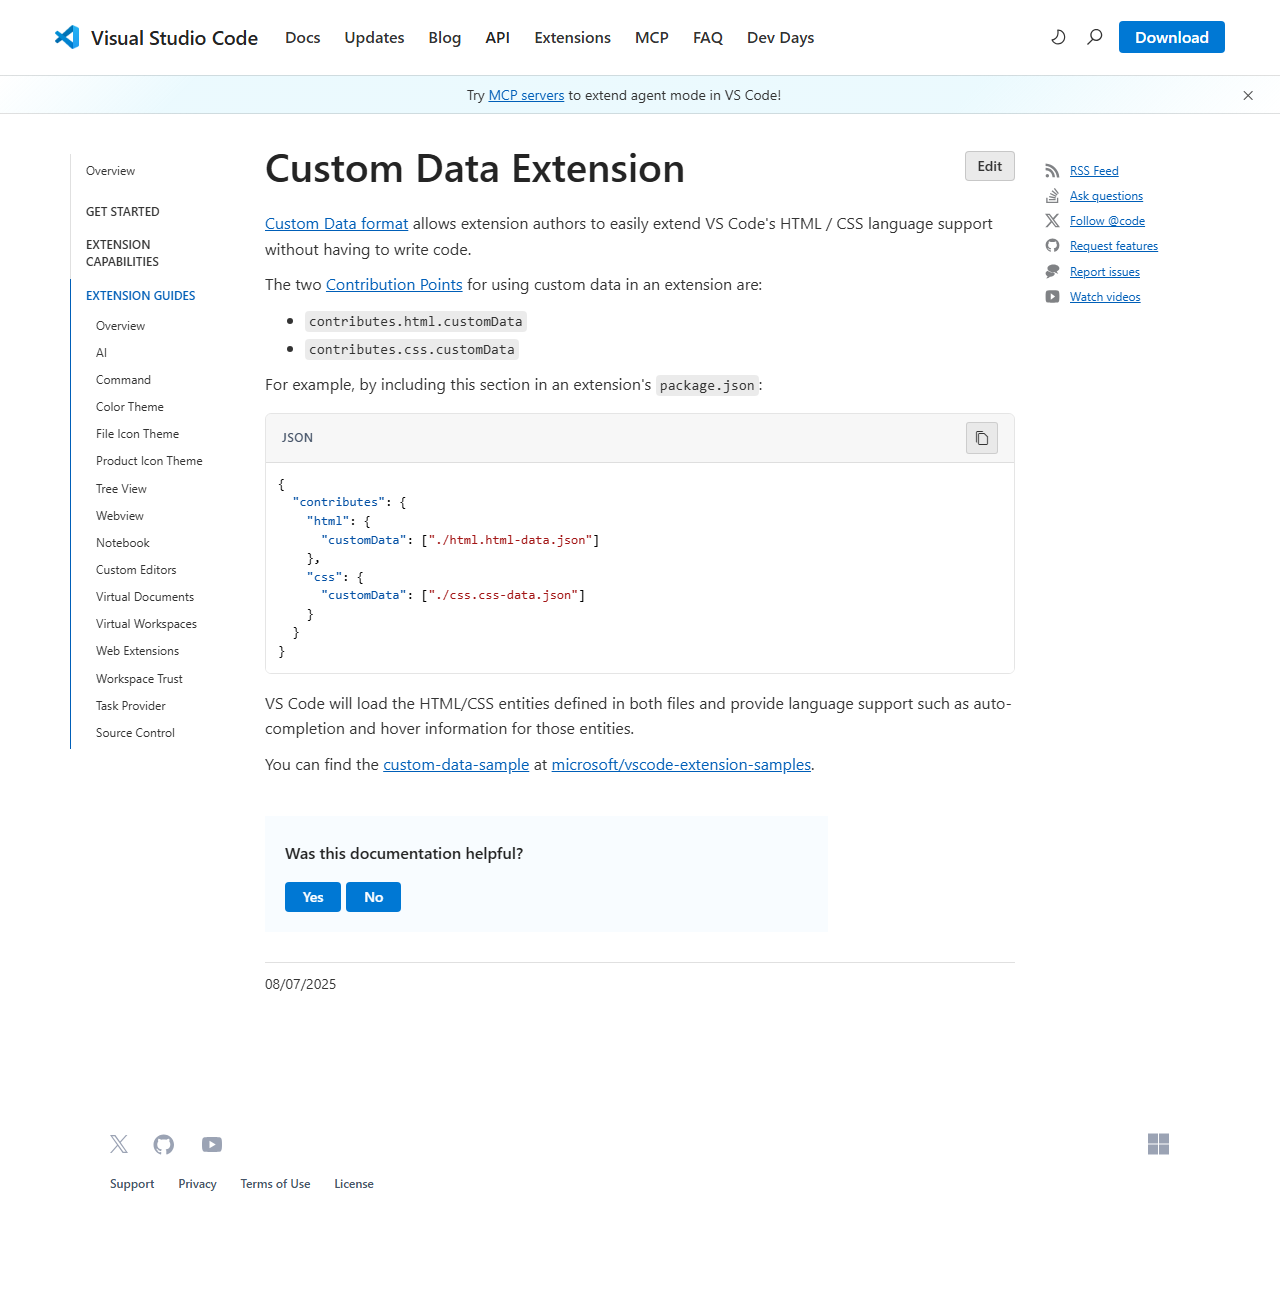 Visual Studio Code
Docs
Updates
Blog
API
Extensions
MCP
FAQ
Dev Days
Download
Try MCP servers to extend agent mode in VS Code!
Overview
GET STARTED
EXTENSION
CAPABILITIES
EXTENSION GUIDES
Overview
AI
Command
Color Theme
File Icon Theme
Product Icon Theme
Tree View
Webview
Notebook
Custom Editors
Virtual Documents
Virtual Workspaces
Web Extensions
Workspace Trust
Task Provider
Source Control
Custom Data Extension
Edit
Custom Data format allows extension authors to easily extend VS Code's HTML / CSS language support
without having to write code.
The two Contribution Points for using custom data in an extension are:
• contributes.html.customData
• contributes.css.customData
For example, by including this section in an extension's package.json:
JSON
{
  "contributes": {
    "html": {
      "customData": ["./html.html-data.json"]
    },
    "css": {
      "customData": ["./css.css-data.json"]
    }
  }
}
VS Code will load the HTML/CSS entities defined in both files and provide language support such as auto-
completion and hover information for those entities.
You can find the custom-data-sample at microsoft/vscode-extension-samples.
Was this documentation helpful?
Yes
No
08/07/2025
RSS Feed
Ask questions
Follow @code
Request features
Report issues
Watch videos
Support
Privacy
Terms of Use
License